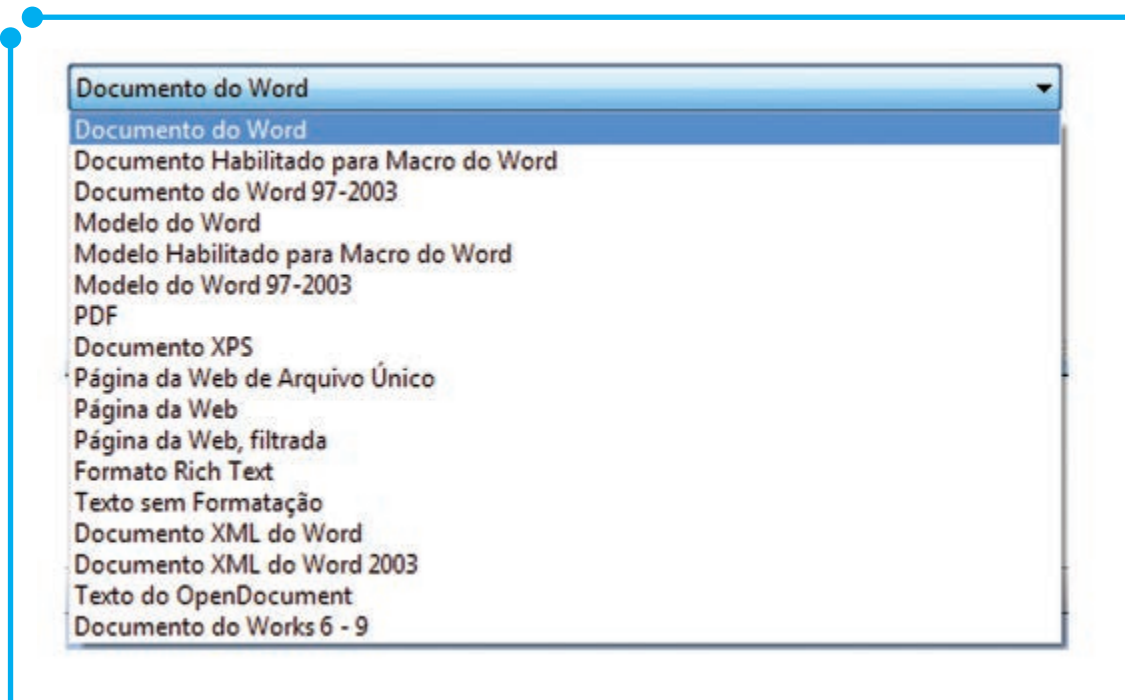 Documento do Word
Documento do Word
Documento Habilitado para Macro do Word
Documento do Word 97-2003
Modelo do Word
Modelo Habilitado para Macro do Word
Modelo do Word 97-2003
PDF
Documento XPS
Página da Web de Arquivo Único
Página da Web
Página da Web, filtrada
Formato Rich Text
Texto sem Formatação
Documento XML do Word
Documento XML do Word 2003
Texto do OpenDocument
Documento do Works 6 - 9